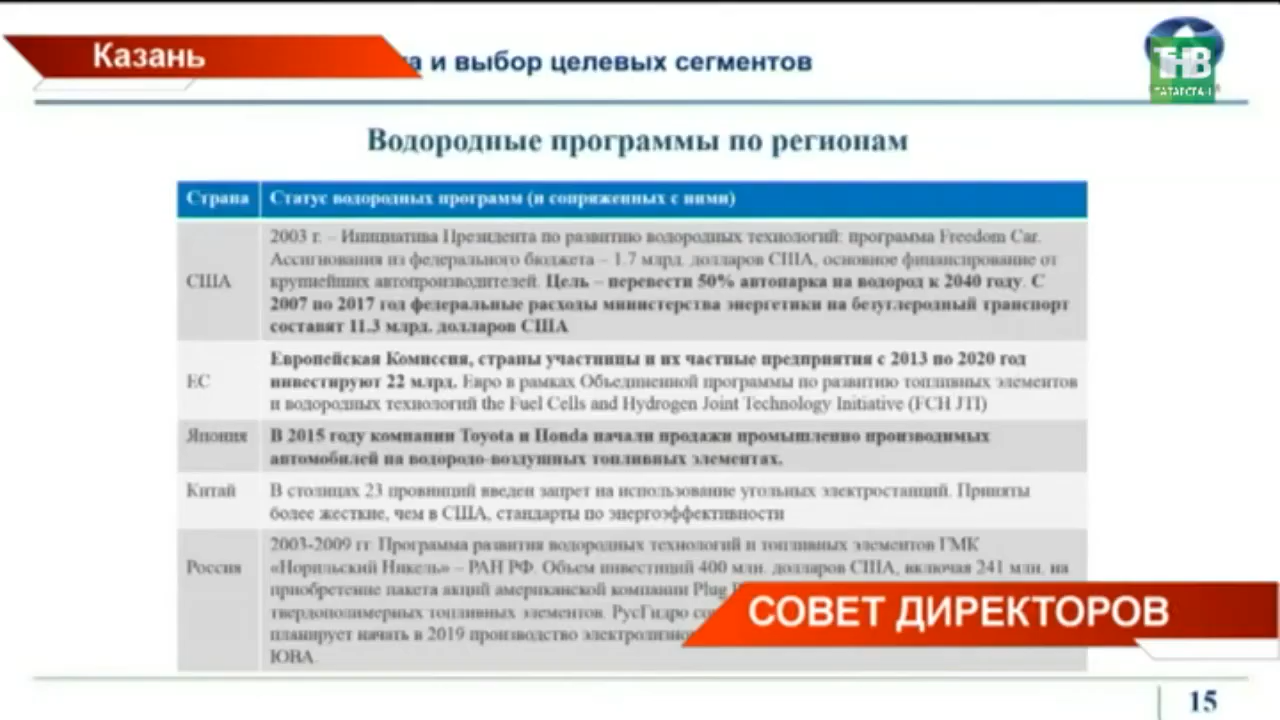 Казань
и выбор целевых сегментов
ТНВ
ТАТАРСТАН
Водородные программы по регионам
Страна Статус водородных программ (и сопряженных с ними)
2003 г. – Инициатива Президента по развитию водородных технологий: программа Freedom Car.
Ассигнования из федерального бюджета – 1.7 млрд. долларов США, основное финансирование от
США крупнейших автопроизводителей. Цель – перевести 50% автопарка на водород к 2040 году. С
2007 по 2017 год федеральные расходы министерства энергетики на безуглеродный транспорт
составят 11.3 млрд. долларов США
Европейская Комиссия, страны участницы и их частные предприятия с 2013 по 2020 год
ЕС инвестируют 22 млрд. Евро в рамках Объединенной программы по развитию топливных элементов
и водородных технологий the Fuel Cells and Hydrogen Joint Technology Initiative (FCH JTI)
Япония В 2015 году компании Toyota и Honda начали продажи промышленно производимых
автомобилей на водородо-воздушных топливных элементах.
Китай В столицах 23 провинций введен запрет на использование угольных электростанций. Приняты
более жесткие, чем в США, стандарты по энергоэффективности
2003-2009 гг. Программа развития водородных технологий и топливных элементов ГМК
Россия «Норильский Никель» – РАН РФ. Объем инвестиций 400 млн. долларов США, включая 241 млн. на
приобретение пакета акций американской компании Plug
твердополимерных топливных элементов. РусГидро
планирует начать в 2019 производство
ЮВА.
СОВЕТ ДИРЕКТОРОВ
15